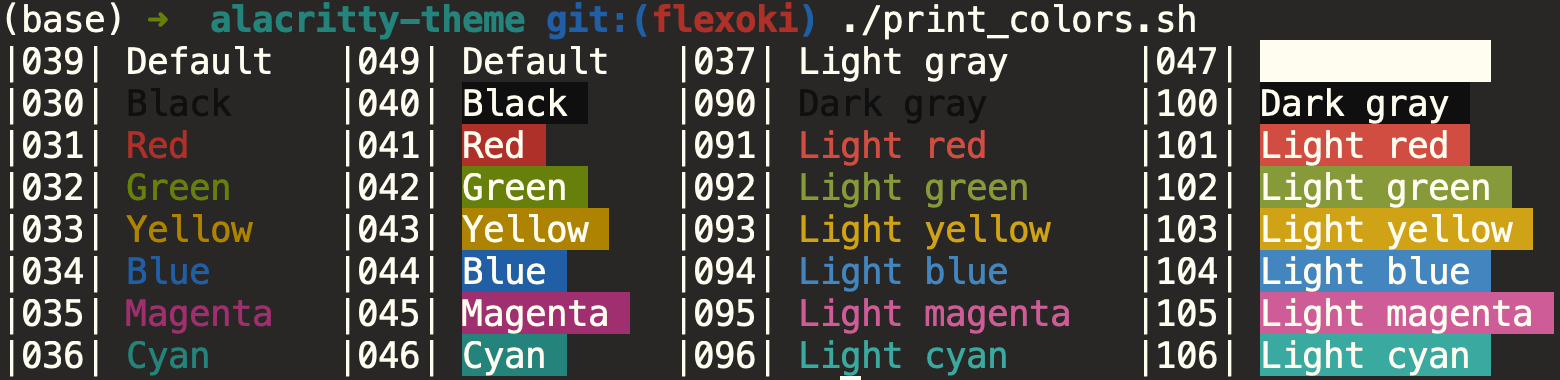 (base) ➜  alacritty-theme git:(flexoki) ./print_colors.sh
|039| Default |049| Default |037| Light gray |047|
|030| Black |040| Black |090| Dark gray |100| Dark gray
|031| Red |041| Red |091| Light red |101| Light red
|032| Green |042| Green |092| Light green |102| Light green
|033| Yellow |043| Yellow |093| Light yellow |103| Light yellow
|034| Blue |044| Blue |094| Light blue |104| Light blue
|035| Magenta |045| Magenta |095| Light magenta |105| Light magenta
|036| Cyan |046| Cyan |096| Light cyan |106| Light cyan